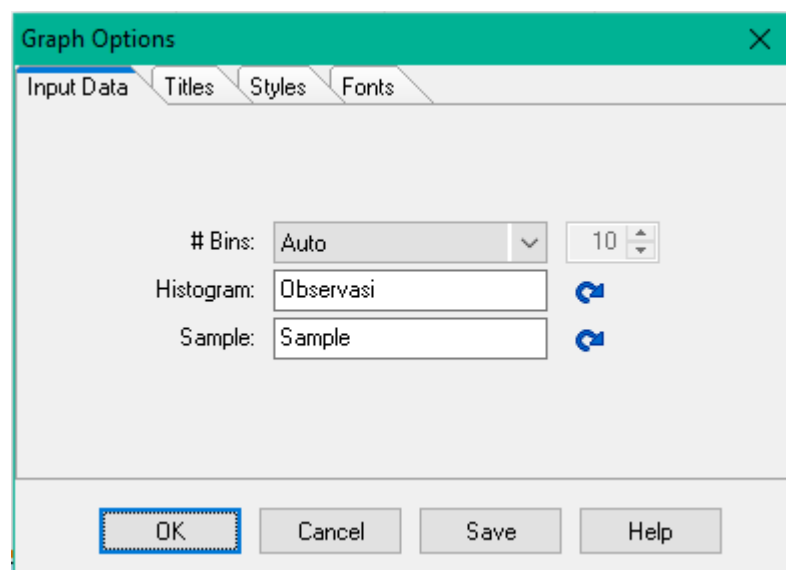 Graph Options
Input Data Titles Styles Fonts
# Bins: Auto 10
Histogram: Observasi
Sample: Sample
OK Cancel Save Help